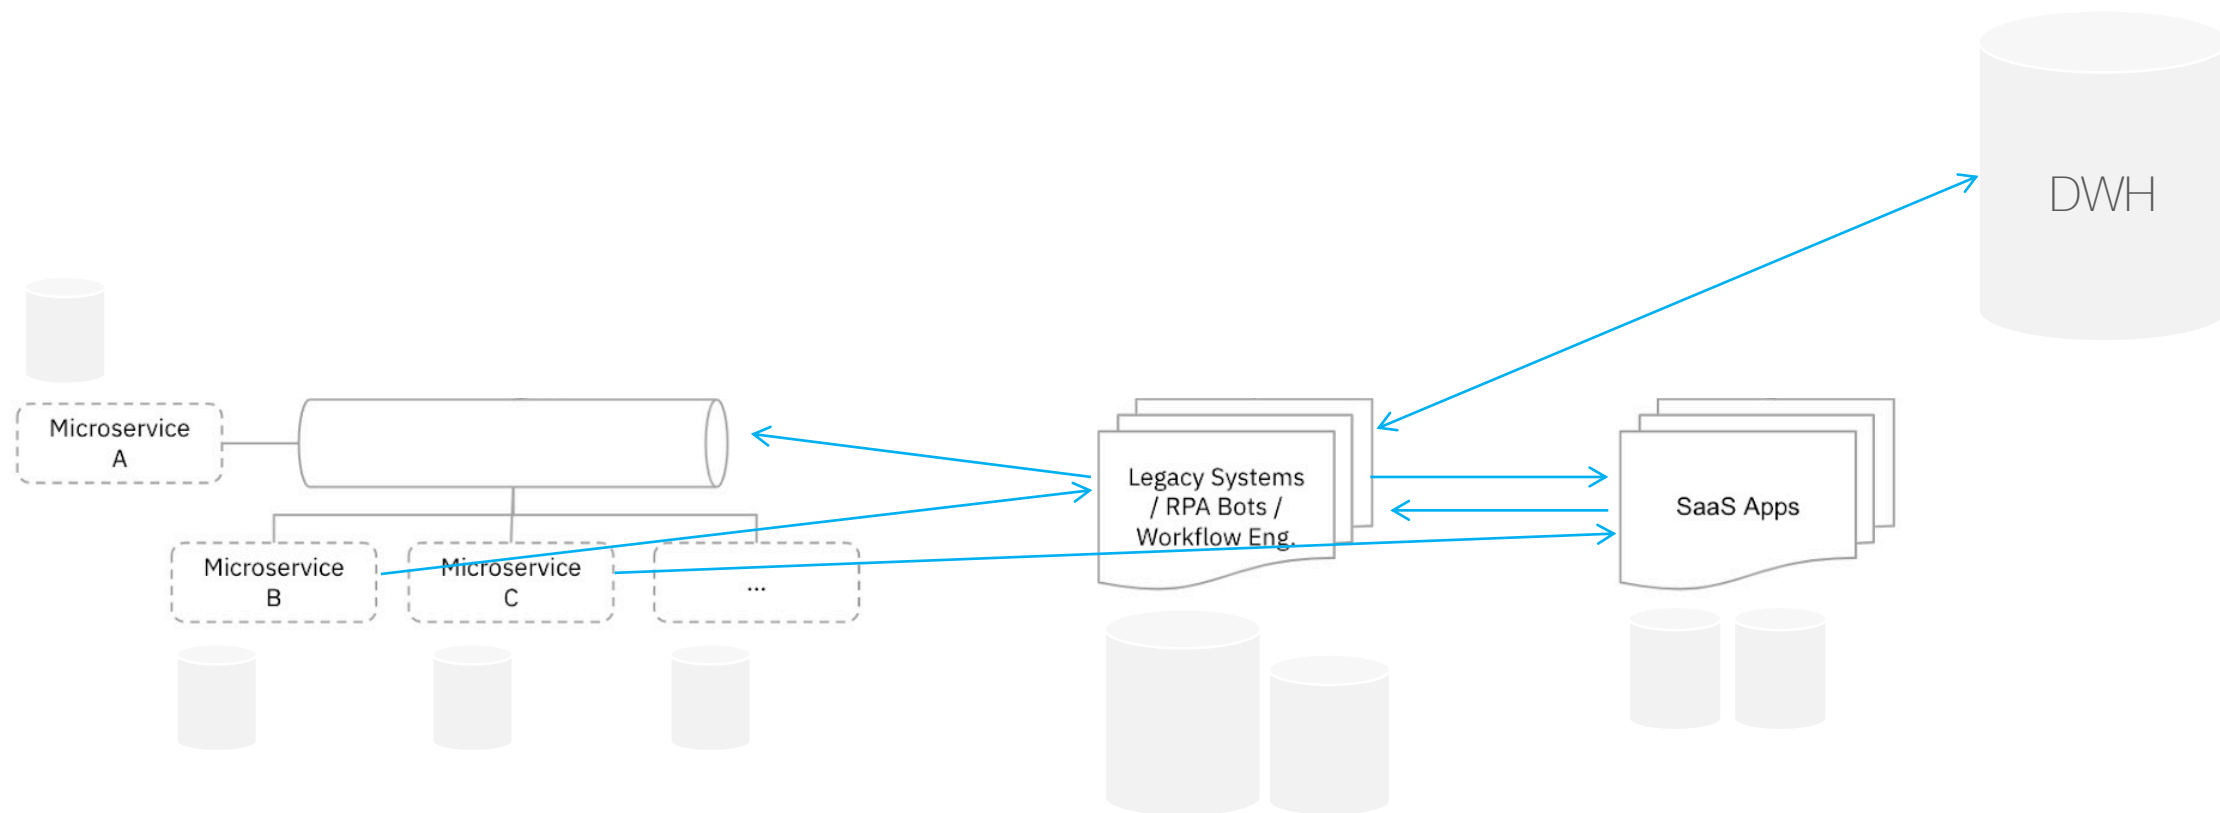 DWH
Microservice
A
Legacy Systems
/ RPA Bots /
Workflow Eng.
SaaS Apps
Microservice
B
Microservice
C
...